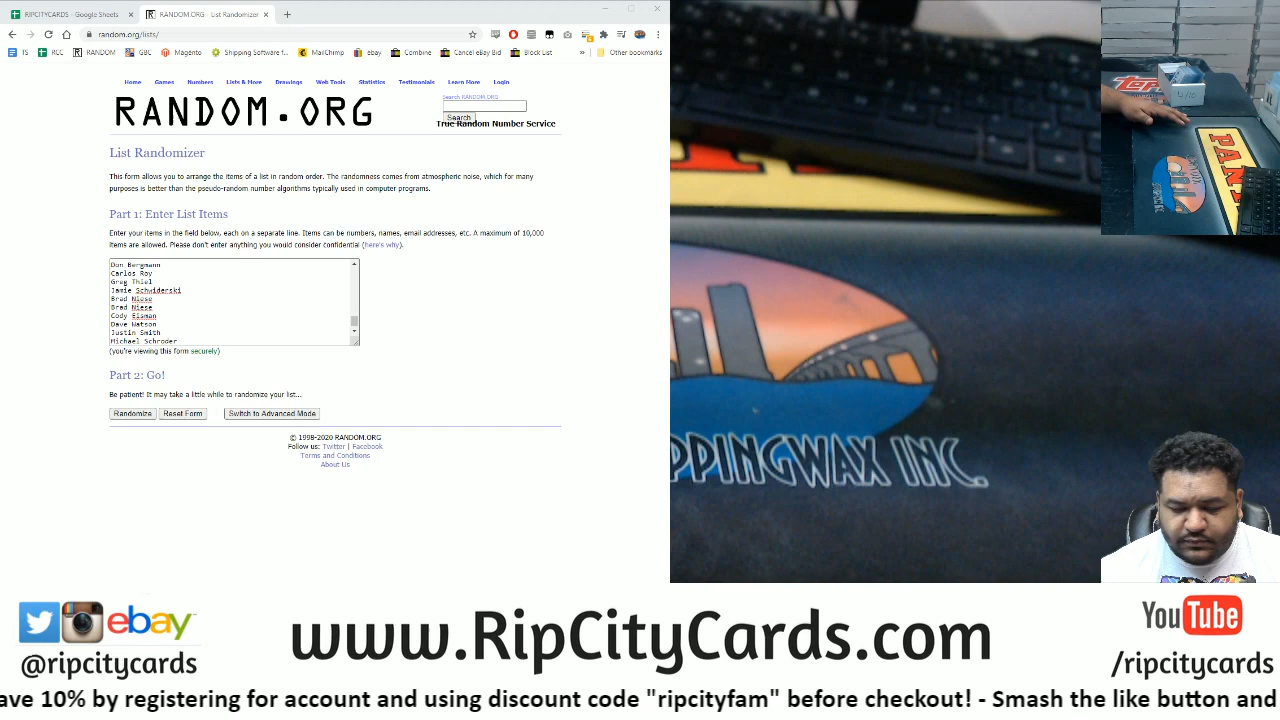 RIPCITYCARDS - Google Sheets
RANDOM.ORG - List Randomizer
random.org/lists/
TS RCC RANDOM GBC Magento Shipping Software f... MailChimp ebay Combine Cancel eBay Bid Block List » Other bookmarks
Home Games Numbers Lists & More Drawings Web Tools Statistics Testimonials Learn More Login
RANDOM.ORG
Search RANDOM.ORG
Search
True Random Number Service
List Randomizer
This form allows you to arrange the items of a list in random order. The randomness comes from atmospheric noise, which for many
purposes is better than the pseudo-random number algorithms typically used in computer programs.
Part 1: Enter List Items
Enter your items in the field below, each on a separate line. Items can be numbers, names, email addresses, etc. A maximum of 10,000
items are allowed. Please don't enter anything you would consider confidential (here's why).
Don Bergmann
Carlos Roy
Greg Thiel
Jamie Schwiderski
Brad Niese
Brad Niese
Cody Eisman
Dave Watson
Justin Smith
Michael Schroder
(you're viewing this form securely)
Part 2: Go!
Be patient! It may take a little while to randomize your list...
Randomize Reset Form Switch to Advanced Mode
© 1998-2020 RANDOM.ORG
Follow us: Twitter | Facebook
Terms and Conditions
About Us
PPINGWAX INC.
PANI
ebay
@ripcitycards
www.RipCityCards.com
YouTube
/ripcitycards
ave 10% by registering for account and using discount code "ripcityfam" before checkout! - Smash the like button and